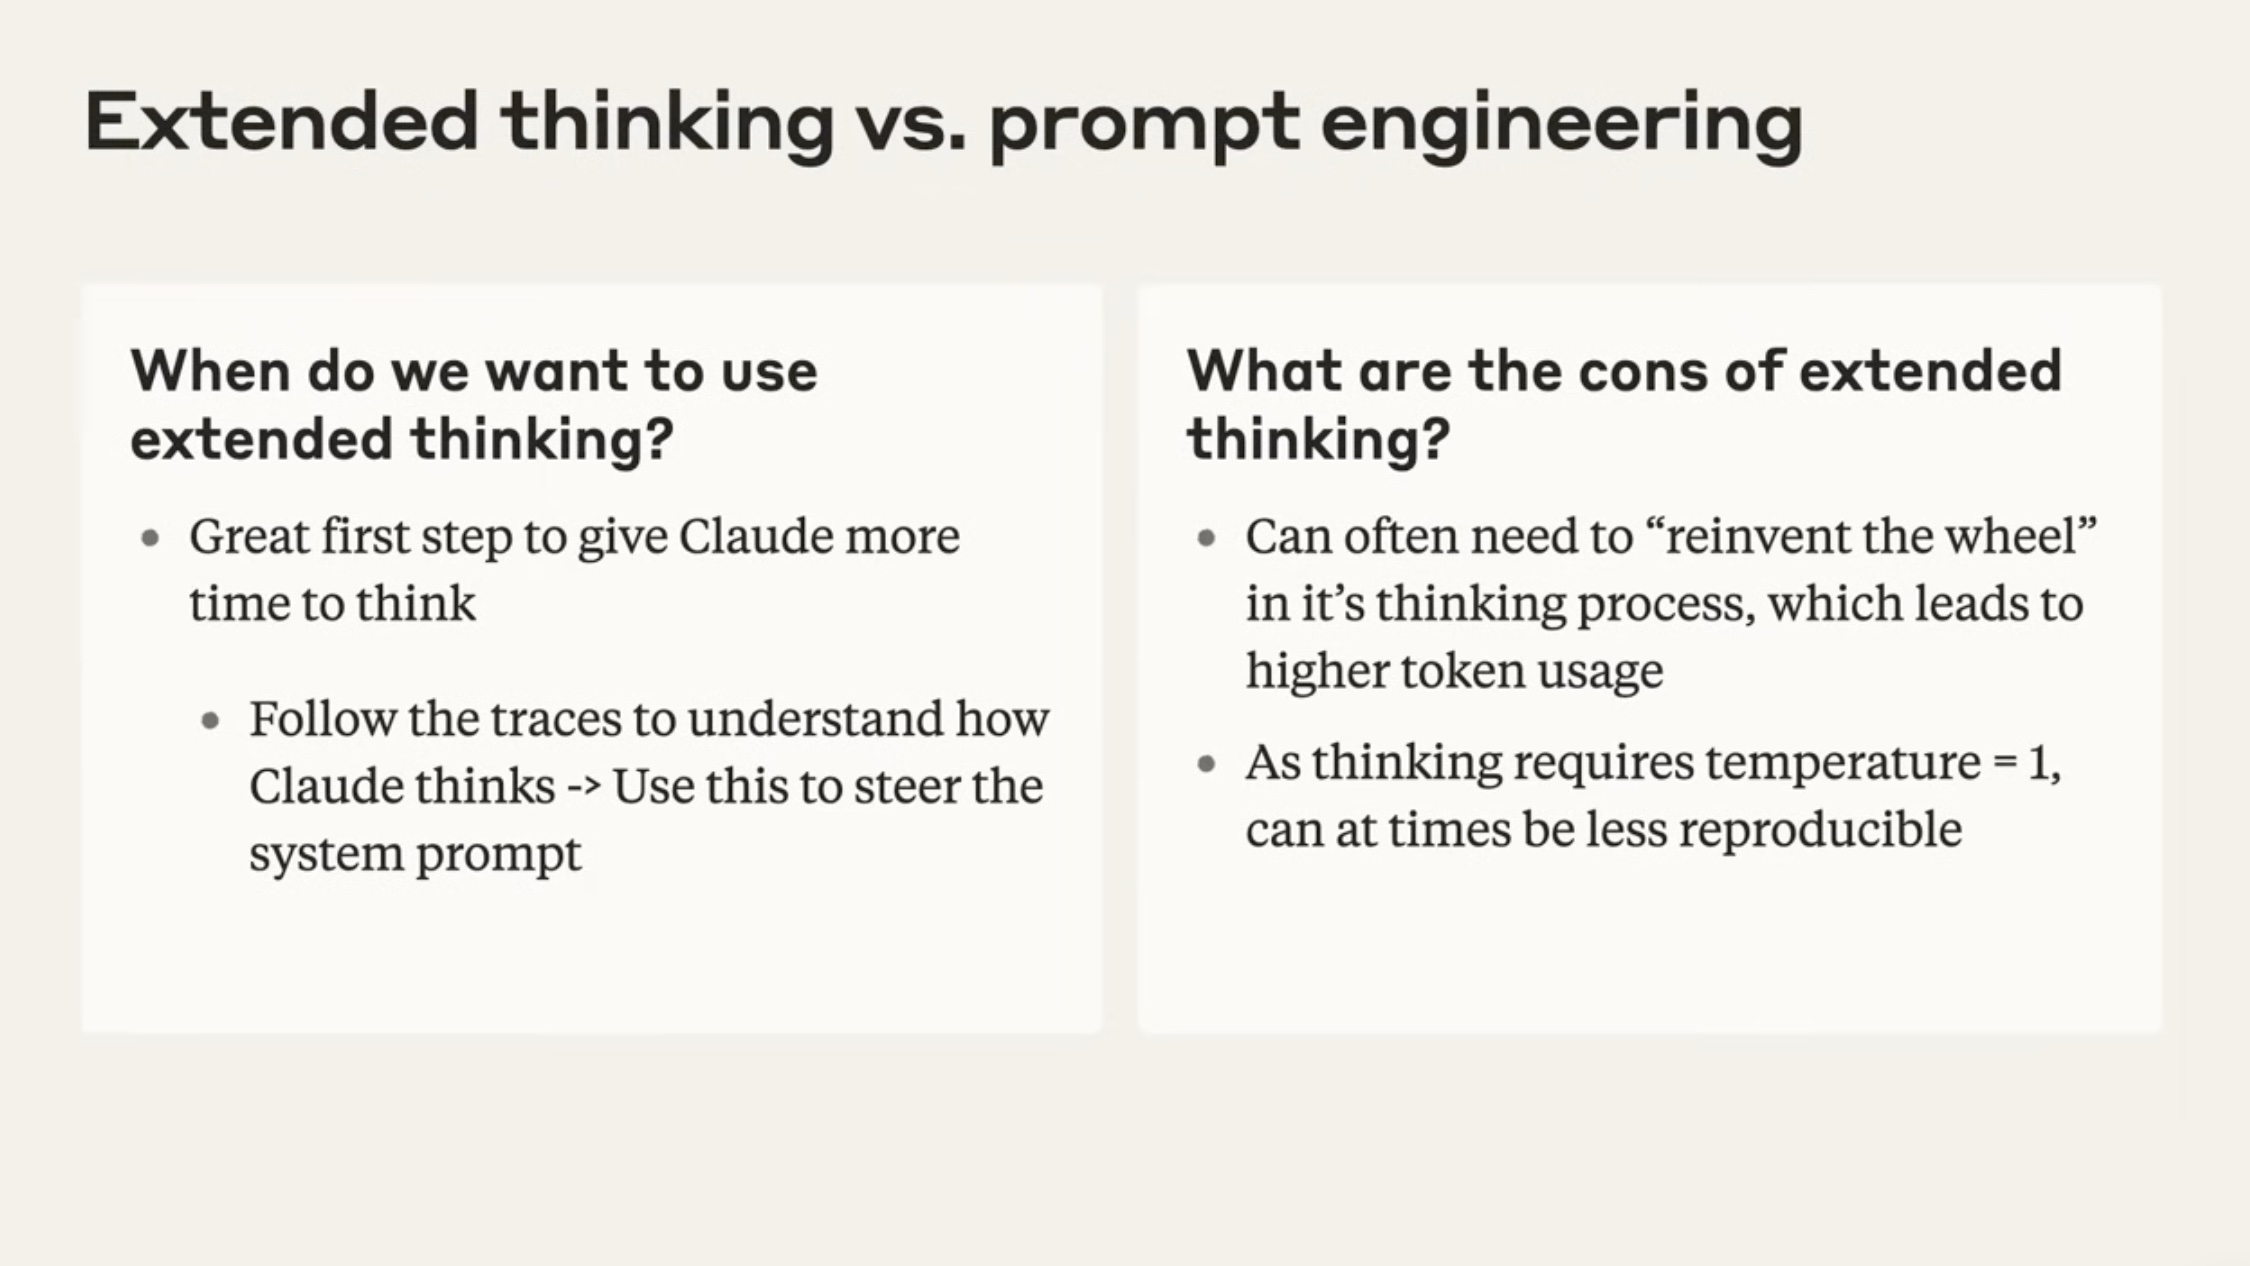 Extended thinking vs. prompt engineering
When do we want to use
extended thinking?
• Great first step to give Claude more
time to think
• Follow the traces to understand how
Claude thinks -> Use this to steer the
system prompt
What are the cons of extended
thinking?
• Can often need to “reinvent the wheel”
in it’s thinking process, which leads to
higher token usage
• As thinking requires temperature = 1,
can at times be less reproducible